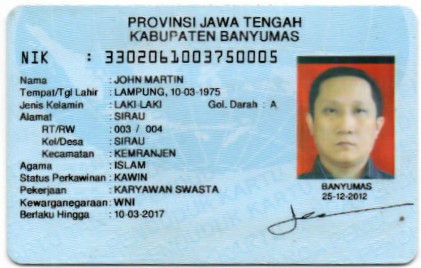 PROVINSI JAWA TENGAH
KABUPATEN BANYUMAS
NIK : 3302061003750005
Nama : JOHN MARTIN
Tempat/Tgl Lahir : LAMPUNG, 10-03-1975
Jenis Kelamin : LAKI-LAKI Gol. Darah : A
Alamat : SIRAU
RT/RW : 003 / 004
Kel/Desa : SIRAU
Kecamatan : KEMRANJEN
Agama : ISLAM
Status Perkawinan : KAWIN
Pekerjaan : KARYAWAN SWASTA
Kewarganegaraan : WNI
Berlaku Hingga : 10-03-2017
BANYUMAS
25-12-2012